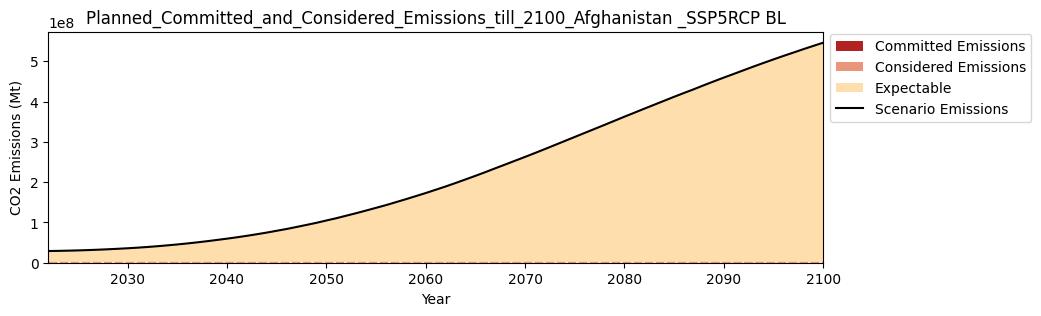 Planned_Committed_and_Considered_Emissions_till_2100_Afghanistan _SSP5RCP BL
1e8
5
4
3
2
1
0
CO2 Emissions (Mt)
2030 2040 2050 2060 2070 2080 2090 2100
Year
Committed Emissions
Considered Emissions
Expectable
Scenario Emissions